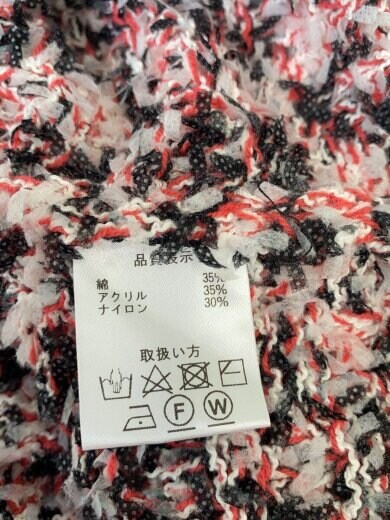 品質表示
綿 35%
アクリル 35%
ナイロン 30%
取扱い方
F W